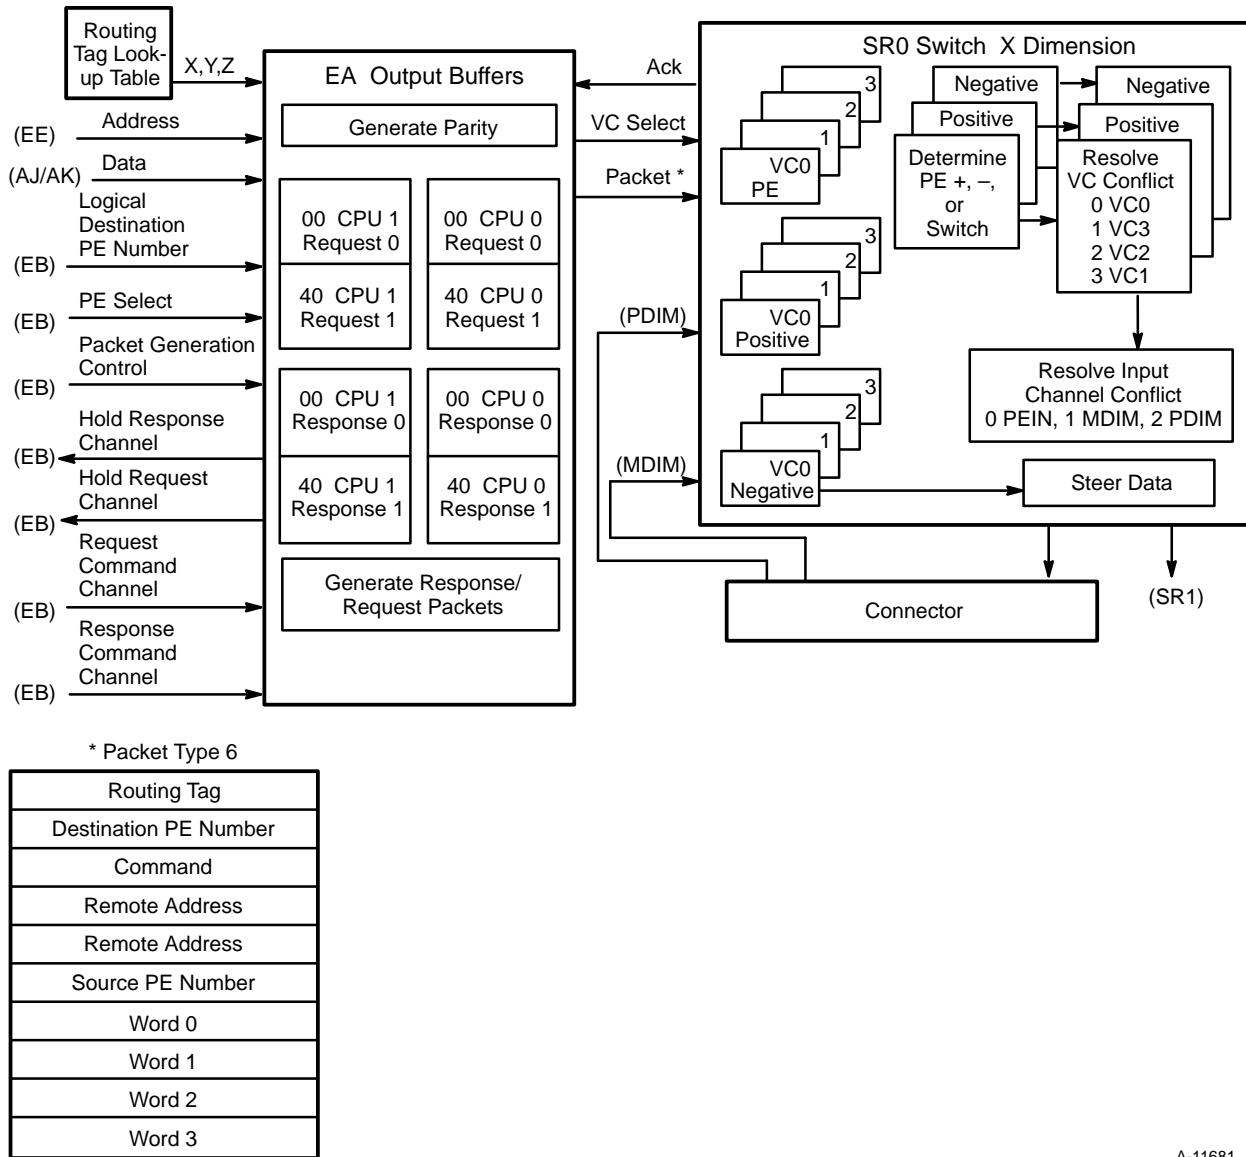 Routing
Tag Look-
up Table
X,Y,Z
(EE)
Address
(AJ/AK)
Data
Logical
Destination
PE Number
(EB)
PE Select
(EB)
Packet Generation
Control
(EB)
Hold Response
Channel
(EB)
Hold Request
Channel
(EB)
Request
Command
Channel
(EB)
Response
Command
Channel
(EB)
EA Output Buffers
Generate Parity
00 CPU 1
Request 0
00 CPU 0
Request 0
40 CPU 1
Request 1
40 CPU 0
Request 1
00 CPU 1
Response 0
00 CPU 0
Response 0
40 CPU 1
Response 1
40 CPU 0
Response 1
Generate Response/
Request Packets
Ack
VC Select
Packet *
(PDIM)
(MDIM)
SR0 Switch X Dimension
3
2
1
VC0
PE
3
2
1
VC0
Positive
3
2
1
VC0
Negative
Negative
Positive
Determine
PE +, –,
or
Switch
Negative
Positive
Resolve
VC Conflict
0 VC0
1 VC3
2 VC2
3 VC1
Resolve Input
Channel Conflict
0 PEIN, 1 MDIM, 2 PDIM
Steer Data
Connector
(SR1)
* Packet Type 6
Routing Tag
Destination PE Number
Command
Remote Address
Remote Address
Source PE Number
Word 0
Word 1
Word 2
Word 3
A-11681